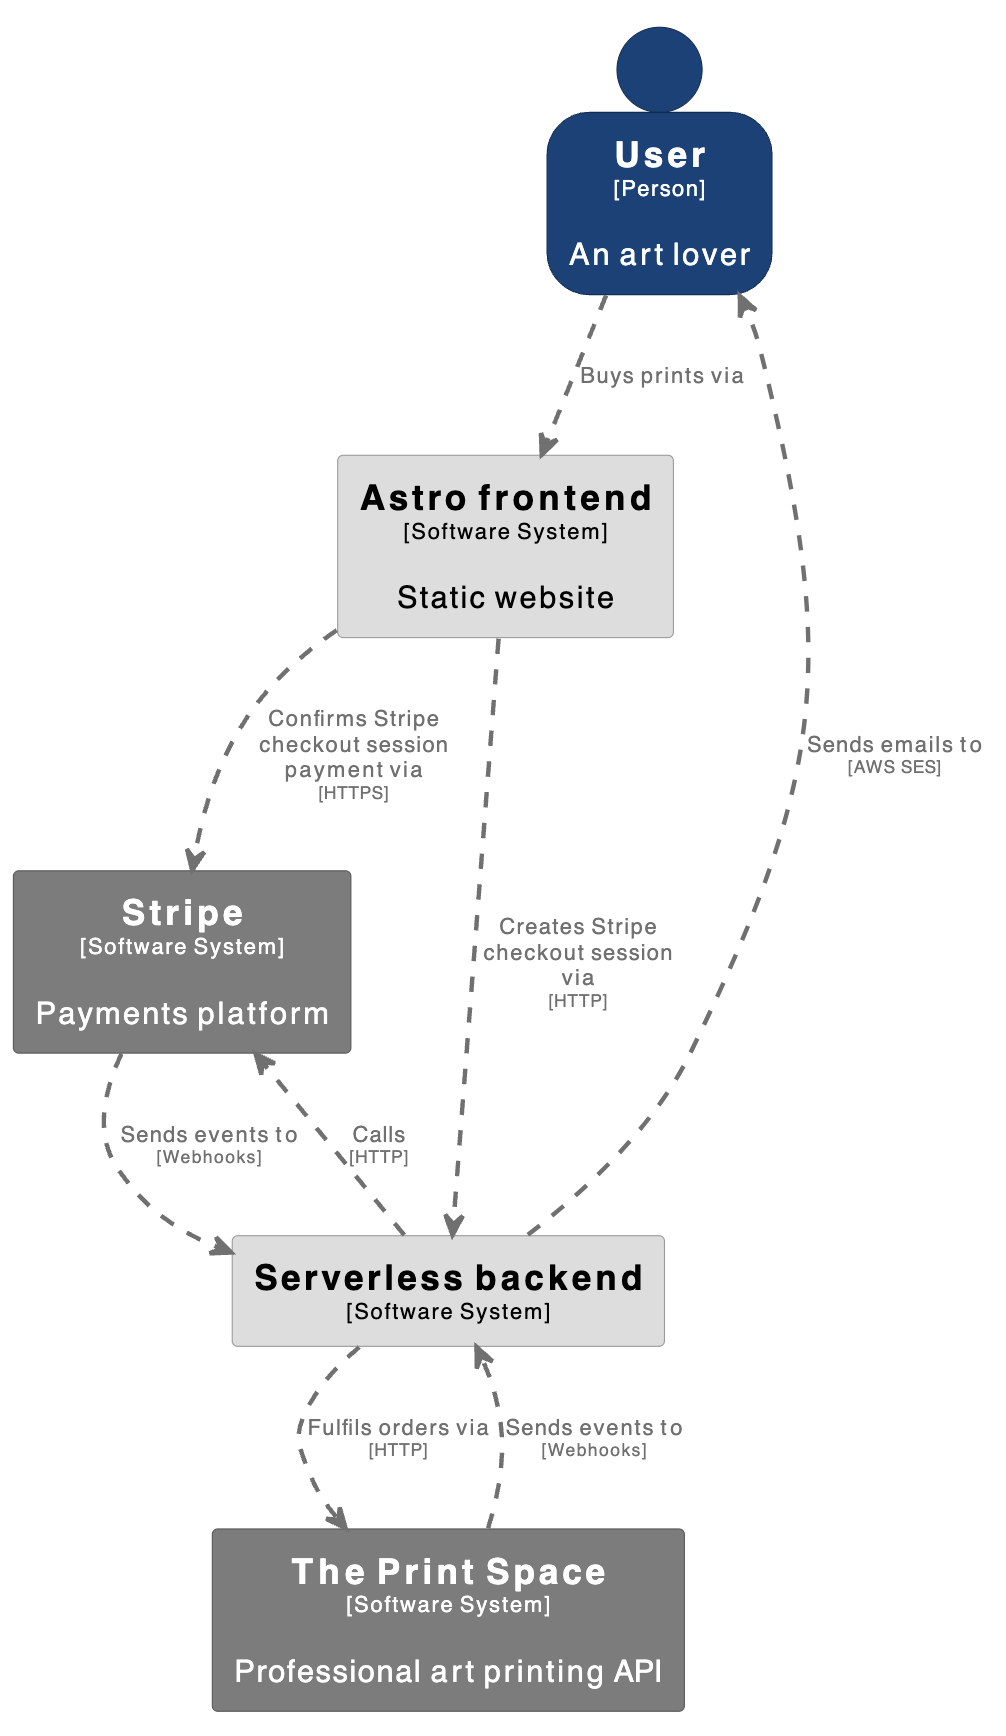 User
[Person]
An art lover
Buys prints via
Astro frontend
[Software System]
Static website
Confirms Stripe
checkout session
payment via
[HTTPS]
Sends emails to
[AWS SES]
Stripe
[Software System]
Payments platform
Creates Stripe
checkout session
via
[HTTP]
Sends events to
[Webhooks]
Calls
[HTTP]
Serverless backend
[Software System]
Fulfils orders via
[HTTP]
Sends events to
[Webhooks]
The Print Space
[Software System]
Professional art printing API